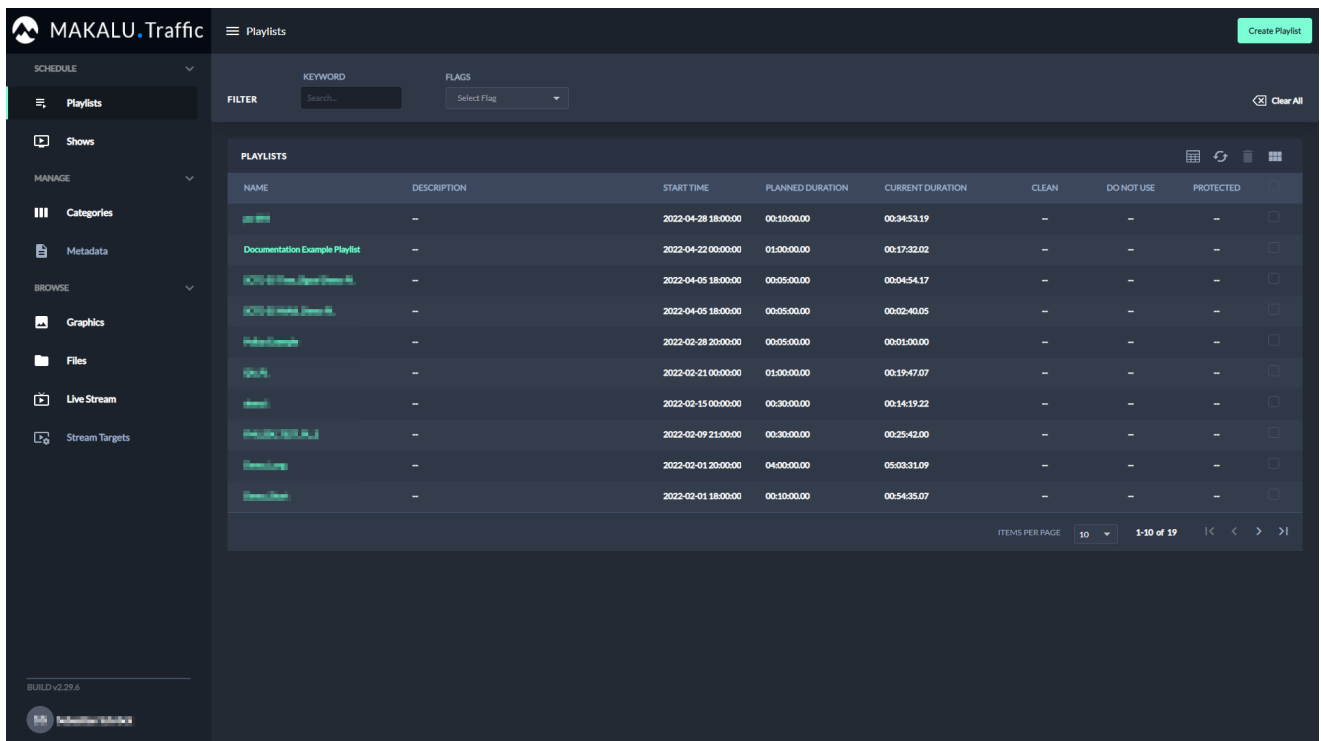 MAKALU.Traffic
Playlists
Create Playlist
SCHEDULE
Playlists
Shows
MANAGE
Categories
Metadata
BROWSE
Graphics
Files
Live Stream
Stream Targets
BUILD v2.29.6
KEYWORD FLAGS
FILTER Search... Select Flag Clear All
PLAYLISTS
NAME DESCRIPTION START TIME PLANNED DURATION CURRENT DURATION CLEAN DO NOT USE PROTECTED
-- 2022-04-28 18:00:00 00:10:00.00 00:34:53.19 -- -- --
Documentation Example Playlist -- 2022-04-22 00:00:00 01:00:00.00 00:17:32.02 -- -- --
-- 2022-04-05 18:00:00 00:05:00.00 00:04:54.17 -- -- --
-- 2022-04-05 18:00:00 00:05:00.00 00:02:40.05 -- -- --
-- 2022-02-28 20:00:00 00:05:00.00 00:01:00.00 -- -- --
-- 2022-02-21 00:00:00 01:00:00.00 00:19:47.07 -- -- --
-- 2022-02-15 00:00:00 00:30:00.00 00:14:19.22 -- -- --
-- 2022-02-09 21:00:00 00:30:00.00 00:25:42.00 -- -- --
-- 2022-02-01 20:00:00 04:00:00.00 05:03:31.09 -- -- --
-- 2022-02-01 18:00:00 00:10:00.00 00:54:35.07 -- -- --
ITEMS PER PAGE 10 1-10 of 19